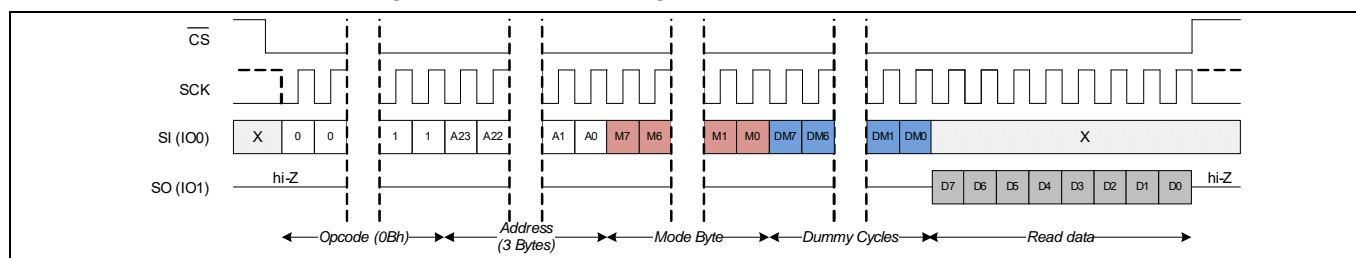 CS
SCK
SI (IO0) X 0 0 1 1 A23 A22 A1 A0 M7 M6 M1 M0 DM7 DM6 DM1 DM0 X
hi-Z hi-Z
SO (IO1) D7 D6 D5 D4 D3 D2 D1 D0
Opcode (0Bh) Address (3 Bytes) Mode Byte Dummy Cycles Read data